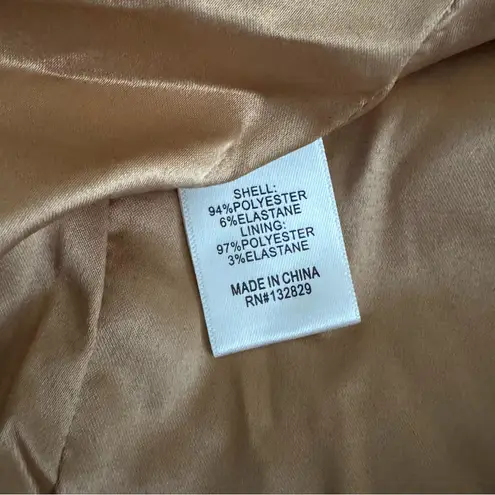 SHELL:
94%POLYESTER
6%ELASTANE
LINING:
97%POLYESTER
3%ELASTANE
MADE IN CHINA
RN#132829